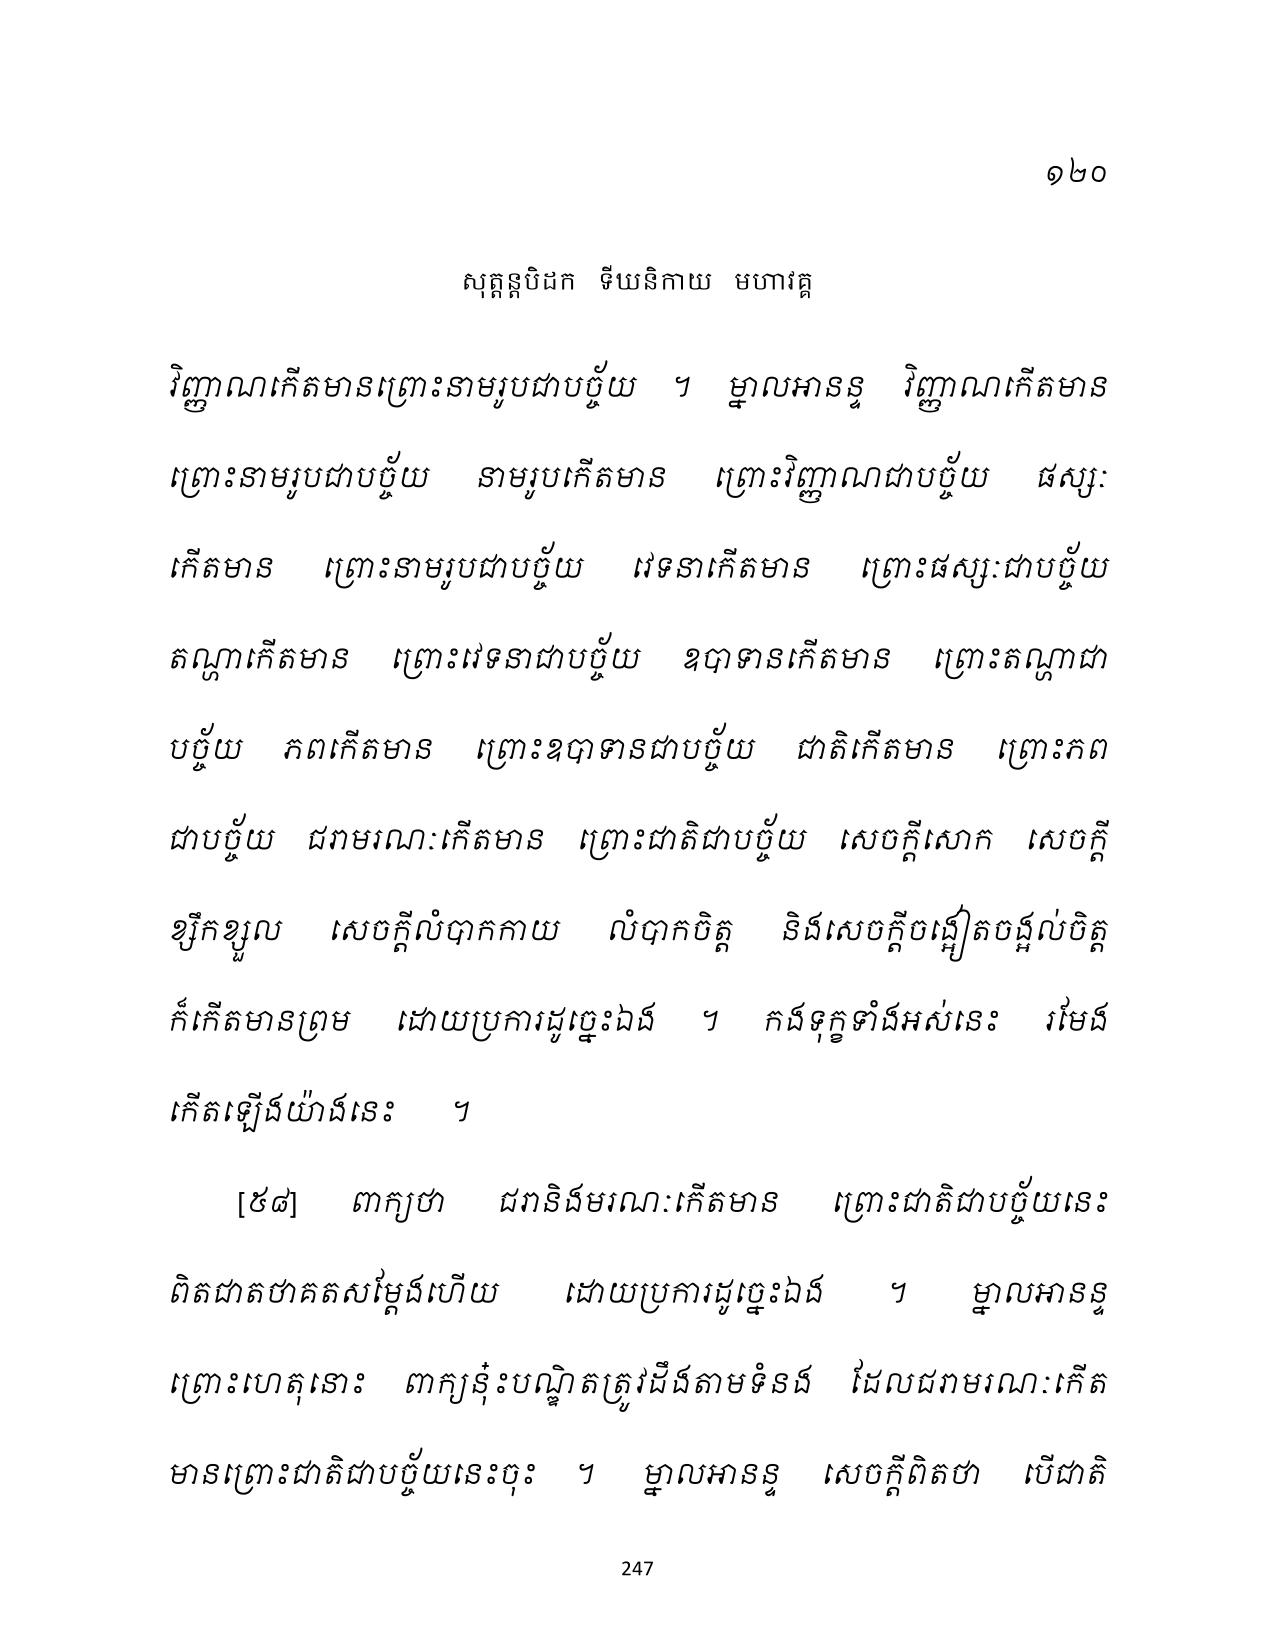 ១២០
សុត្តន្តបិដក ទីឃនិកាយ មហាវគ្គ
វិញ្ញាណកើតមានព្រោះនាមរូបជាបច្ច័យ ។ ម្នាលអានន្ទ វិញ្ញាណកើតមាន
ព្រោះនាមរូបជាបច្ច័យ នាមរូបកើតមាន ព្រោះវិញ្ញាណជាបច្ច័យ ផស្សៈ
កើតមាន ព្រោះនាមរូបជាបច្ច័យ វេទនាកើតមាន ព្រោះផស្សៈជាបច្ច័យ
តណ្ហាកើតមាន ព្រោះវេទនាជាបច្ច័យ ឧបាទានកើតមាន ព្រោះតណ្ហាជា
បច្ច័យ ភពកើតមាន ព្រោះឧបាទានជាបច្ច័យ ជាតិកើតមាន ព្រោះភព
ជាបច្ច័យ ជរាមរណៈកើតមាន ព្រោះជាតិជាបច្ច័យ សេចក្តីសោក សេចក្តី
ខ្សឹកខ្សួល សេចក្តីលំបាកកាយ លំបាកចិត្ត និងសេចក្តីចង្អៀតចង្អល់ចិត្ត
ក៏កើតមានព្រម ដោយប្រការដូច្នេះឯង ។ កងទុក្ខទាំងអស់នេះ រមែង
កើតឡើងយ៉ាងនេះ ។
[៥៨] ពាក្យថា ជរានិងមរណៈកើតមាន ព្រោះជាតិជាបច្ច័យនេះ
ពិតជាតថាគតសម្តែងហើយ ដោយប្រការដូច្នេះឯង ។ ម្នាលអានន្ទ
ព្រោះហេតុនោះ ពាក្យនុ៎ះបណ្ឌិតត្រូវដឹងតាមទំនង ដែលជរាមរណៈកើត
មានព្រោះជាតិជាបច្ច័យនេះចុះ ។ ម្នាលអានន្ទ សេចក្តីពិតថា បើជាតិ
247